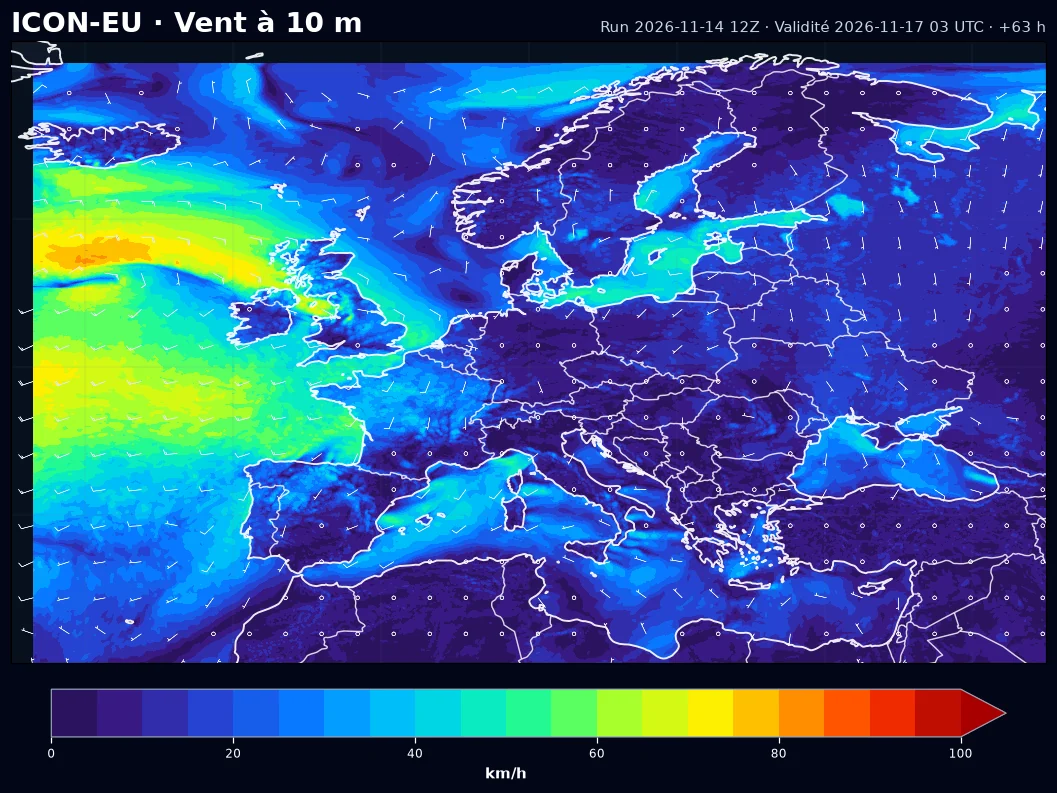 ICON-EU · Vent à 10 m
Run 2026-11-14 12Z · Validité 2026-11-17 03 UTC · +63 h
0 20 40 60 80 100
km/h